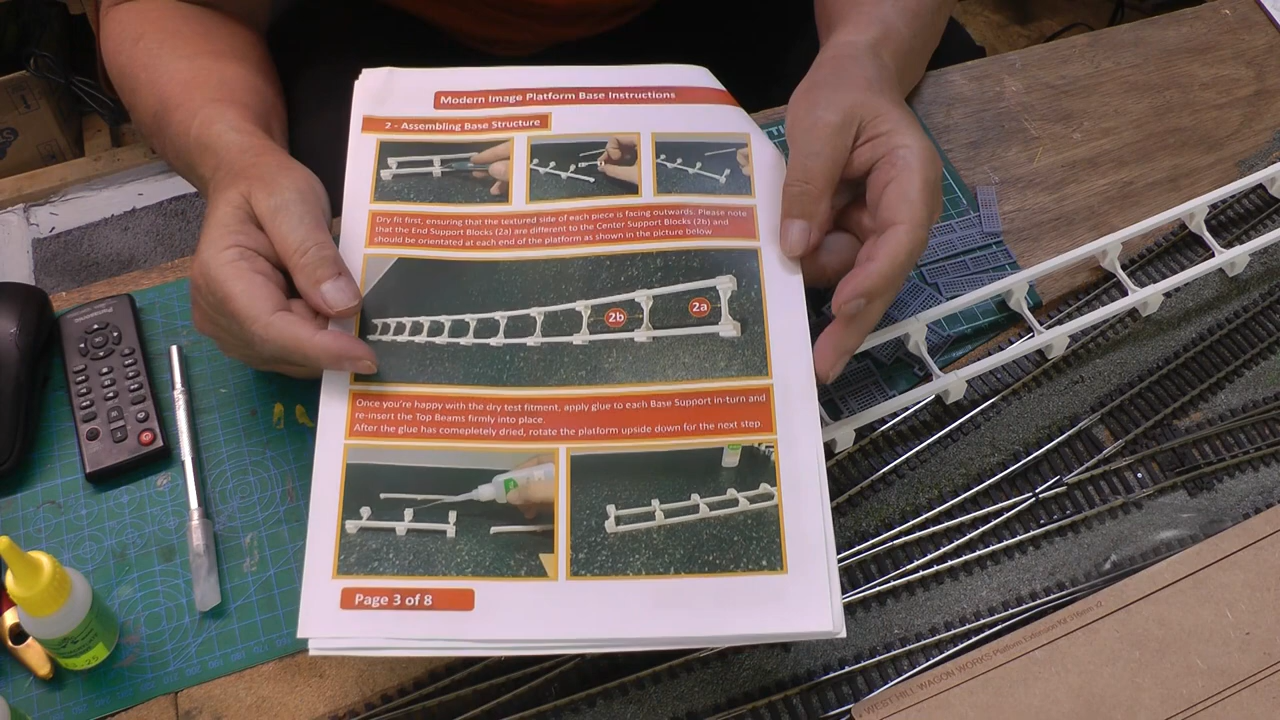 Modern Image Platform Base Instructions
2 - Assembling Base Structure
Dry fit first, ensuring that the textured side of each piece is facing outwards. Please note
that the End Support Blocks (2a) are different to the Center Support Blocks (2b) and
should be orientated at each end of the platform as shown in the picture below
2b
2a
Once you're happy with the dry test fitment, apply glue to each Base Support in-turn and
re-insert the Top Beams firmly into place.
After the glue has comepletely dried, rotate the platform upside down for the next step.
Page 3 of 8
Panasonic
WEST HILL WAGON WORKS Platform Extension Kit 316mm v2